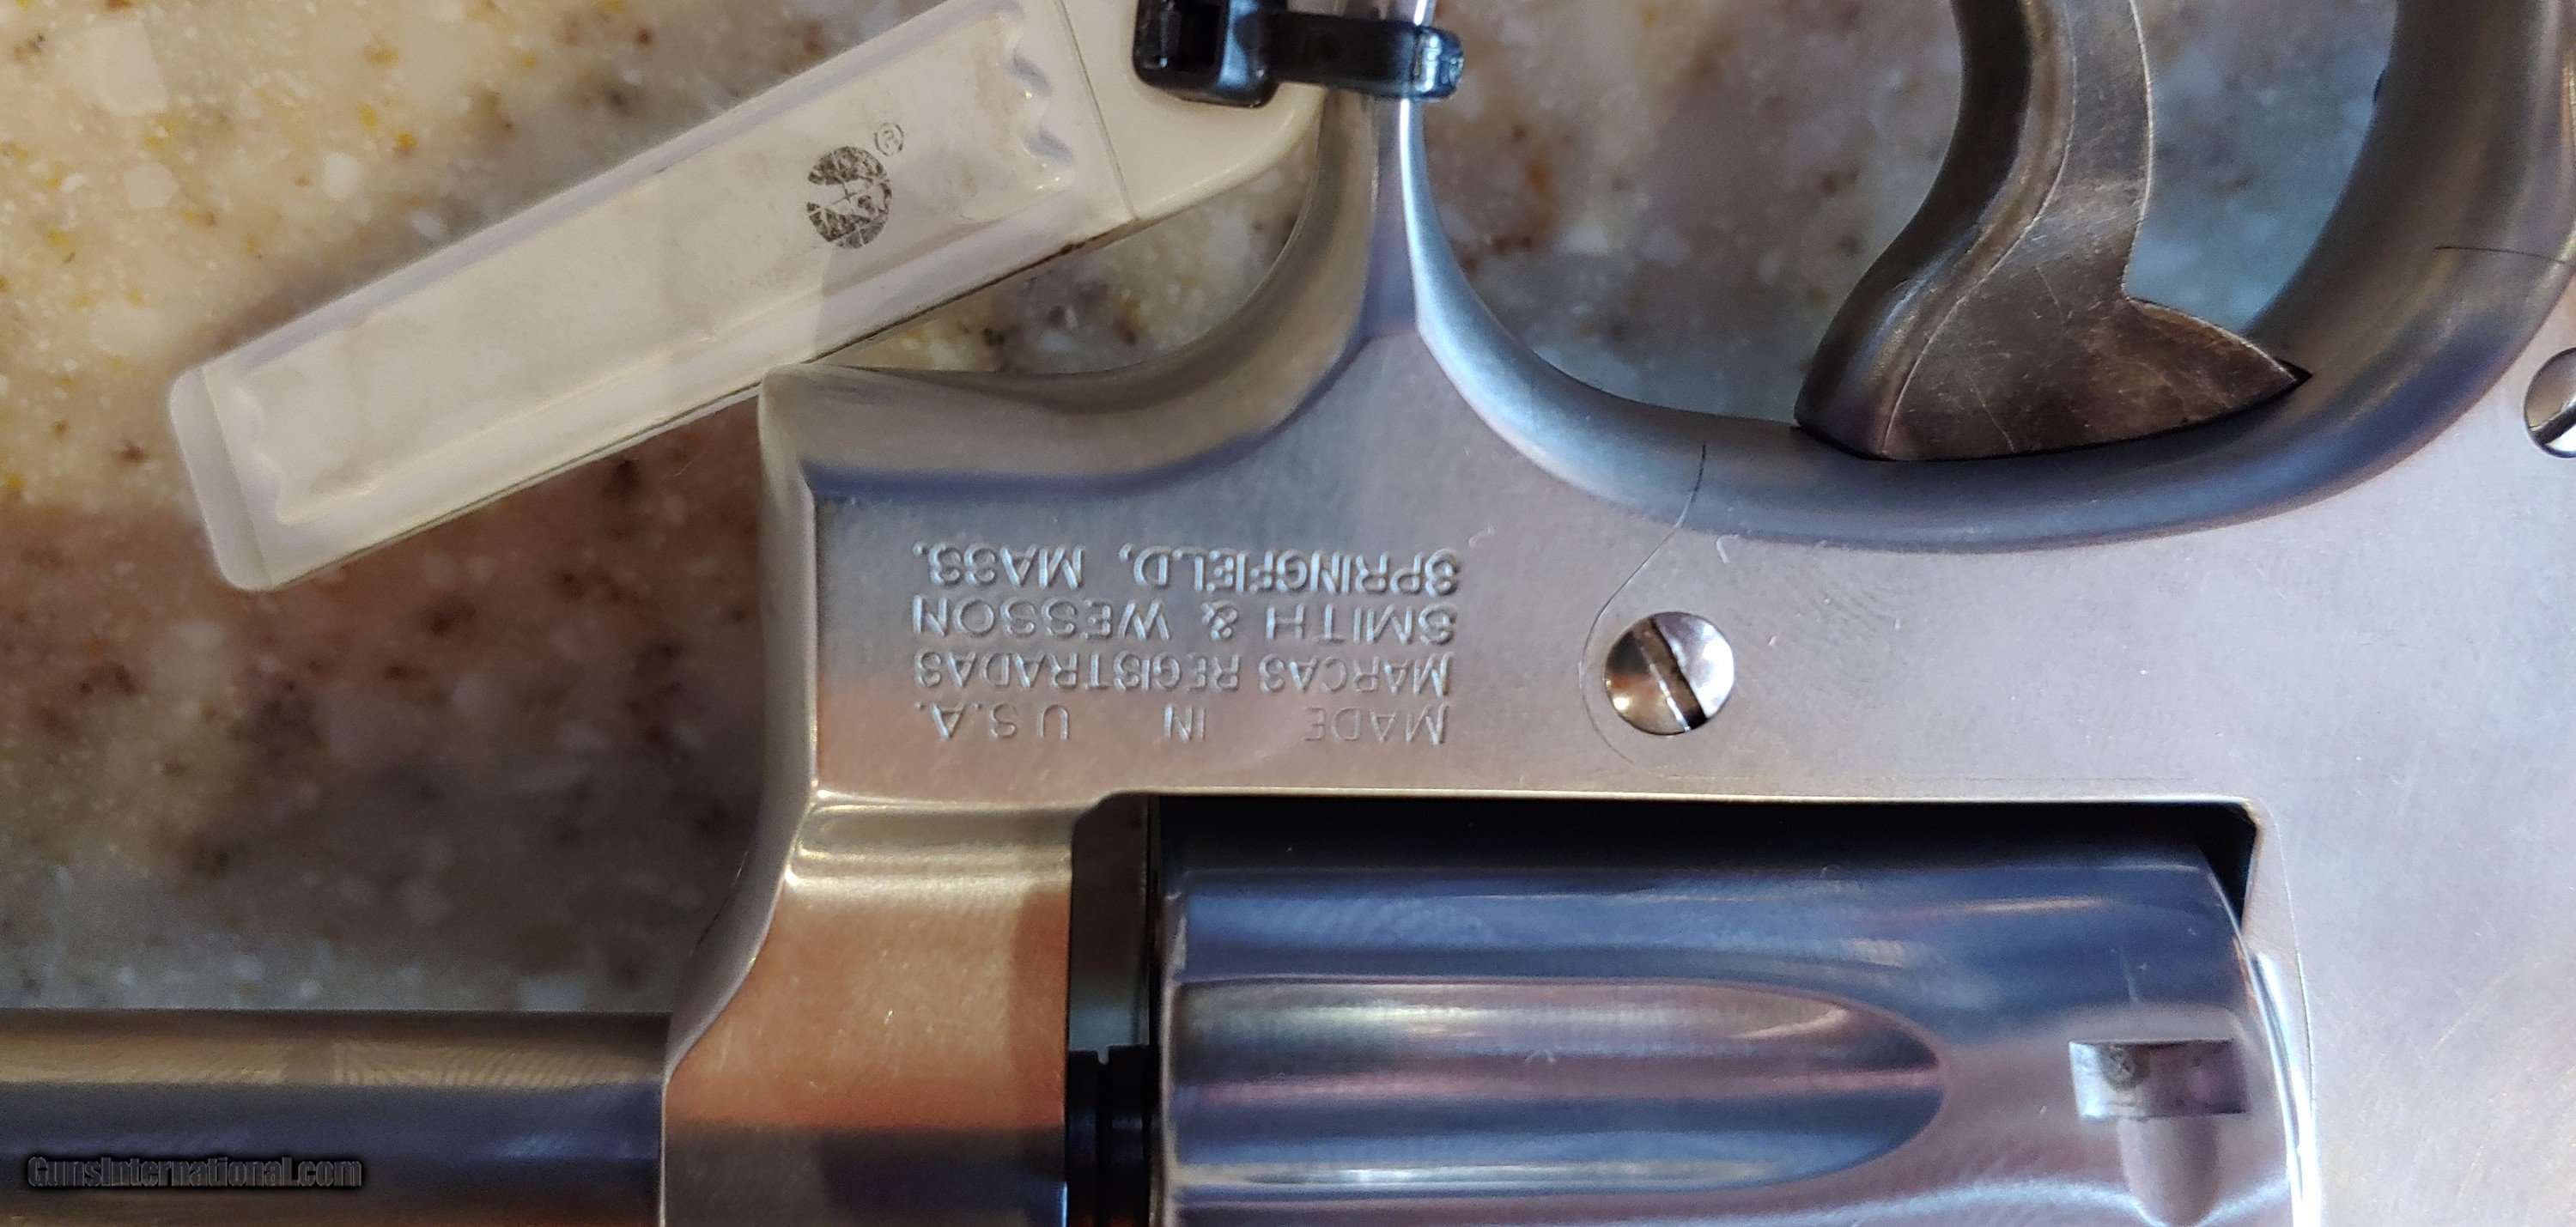 MADE IN U.S.A.
MARCAS REGISTRADAS
SMITH & WESSON
SPRINGFIELD, MASS.
®
GunsInternational.com